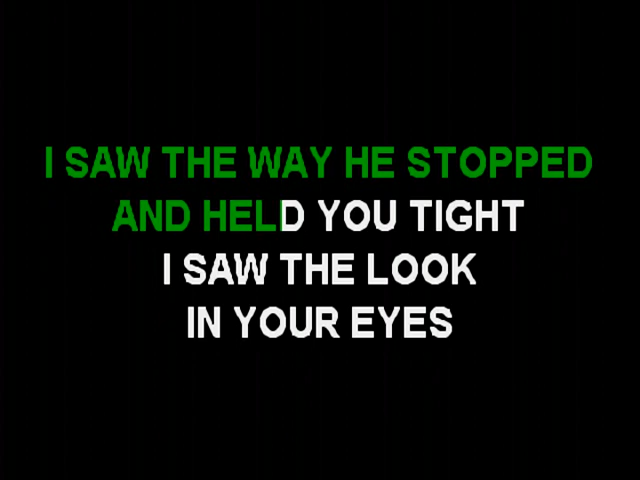 I SAW THE WAY HE STOPPED
AND HELD YOU TIGHT
I SAW THE LOOK
IN YOUR EYES